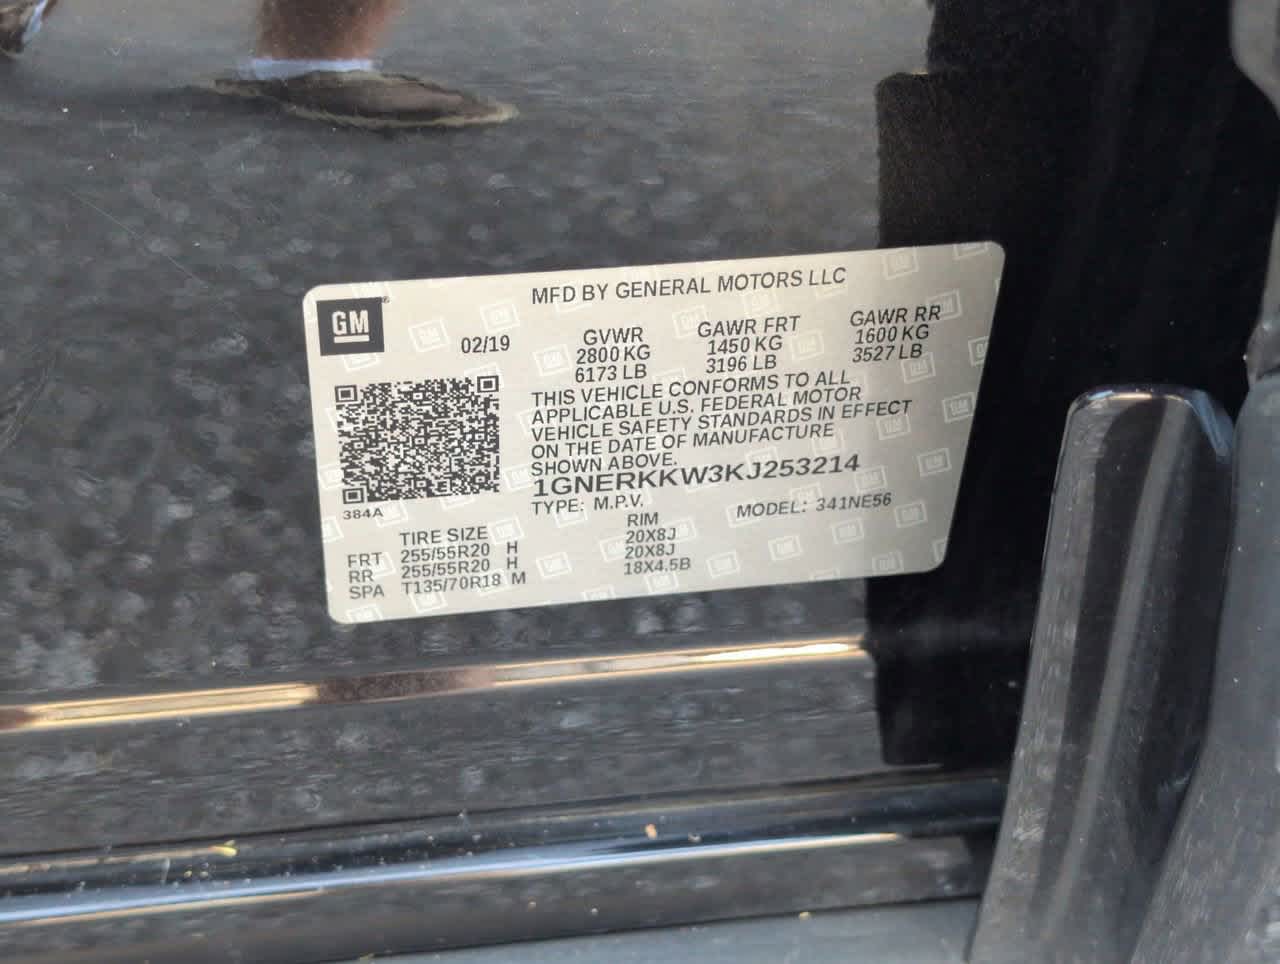 MFD BY GENERAL MOTORS LLC
GM
02/19
GVWR GAWR FRT GAWR RR
2800 KG 1450 KG 1600 KG
6173 LB 3196 LB 3527 LB
THIS VEHICLE CONFORMS TO ALL
APPLICABLE U.S. FEDERAL MOTOR
VEHICLE SAFETY STANDARDS IN EFFECT
ON THE DATE OF MANUFACTURE
SHOWN ABOVE.
1GNERKKW3KJ253214
TYPE: M.P.V. MODEL: 341NE56
384A
TIRE SIZE RIM
FRT 255/55R20 H 20X8J
RR 255/55R20 H 20X8J
SPA T135/70R18 M 18X4.5B